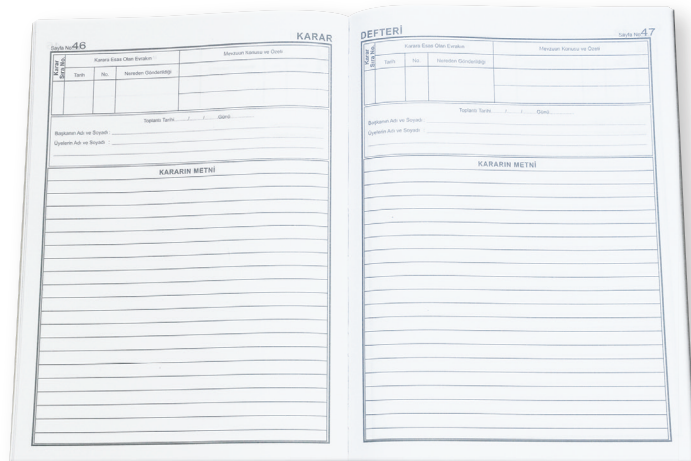 Sayfa No: 46
KARAR
Karar Sıra No.
Karara Esas Olan Evrakın :
Mevzuun Konusu ve Özeti
Tarih
No.
Nereden Gönderildiği
Toplantı Tarihi ....... / ....... / ....... Günü.............
Başkanın Adı ve Soyadı :
Üyelerin Adı ve Soyadı :
KARARIN METNİ
DEFTERİ
Sayfa No: 47
Karar Sıra No.
Karara Esas Olan Evrakın
Mevzuun Konusu ve Özeti
Tarih
No.
Nereden Gönderildiği
Toplantı Tarihi ....... / ....... / ....... Günü.............
Başkanın Adı ve Soyadı :
Üyelerin Adı ve Soyadı :
KARARIN METNİ